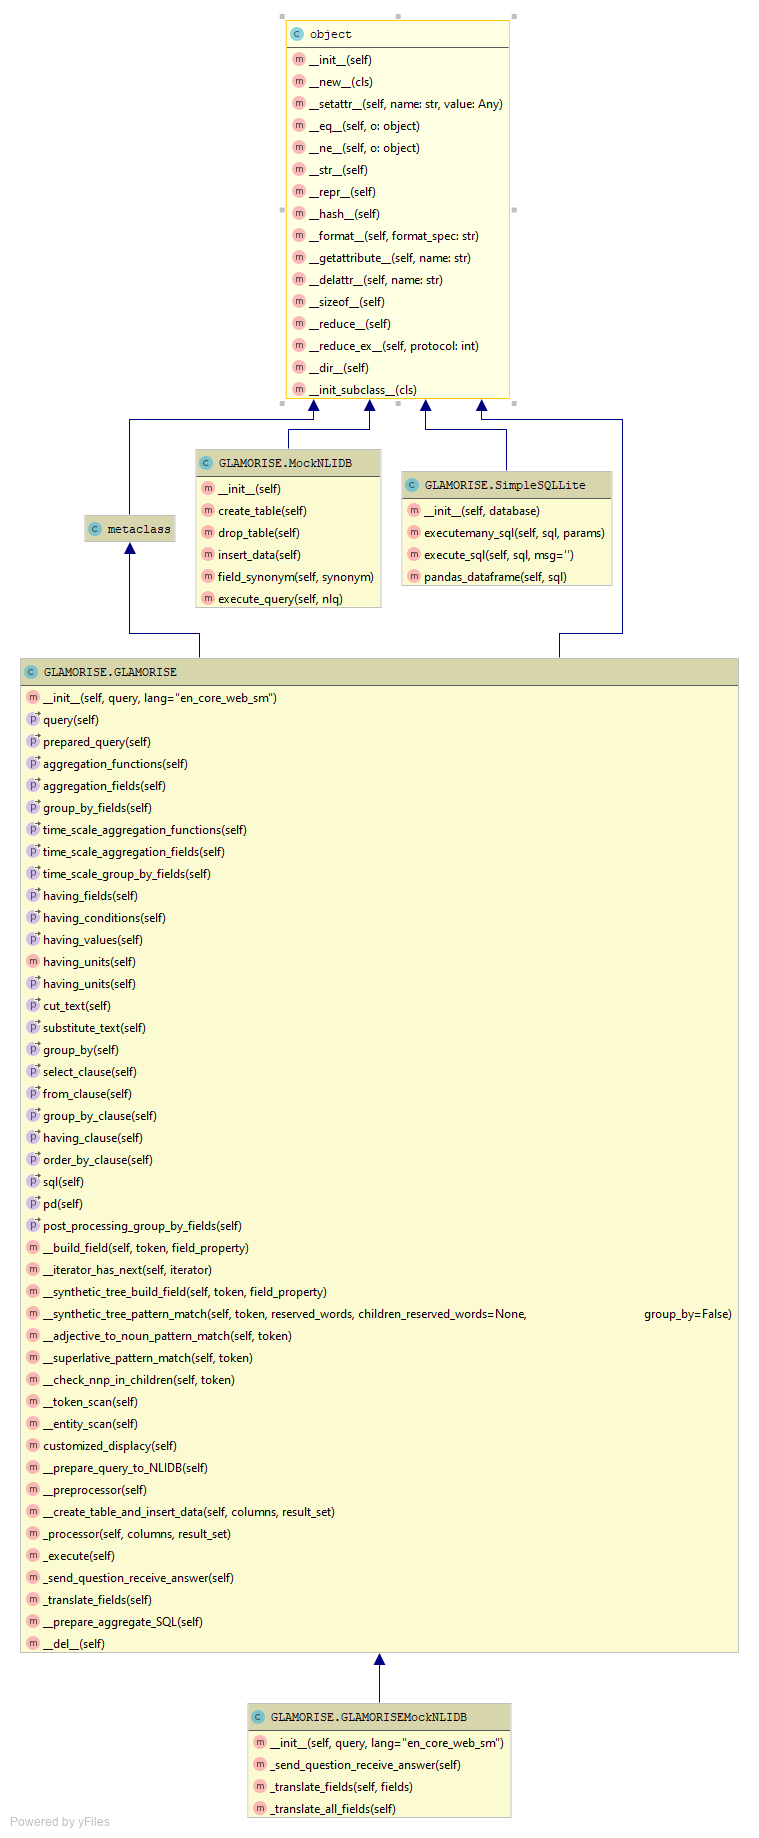 C object
m __init__(self)
m __new__(cls)
m __setattr__(self, name: str, value: Any)
m __eq__(self, o: object)
m __ne__(self, o: object)
m __str__(self)
m __repr__(self)
m __hash__(self)
m __format__(self, format_spec: str)
m __getattribute__(self, name: str)
m __delattr__(self, name: str)
m __sizeof__(self)
m __reduce__(self)
m __reduce_ex__(self, protocol: int)
m __dir__(self)
m __init_subclass__(cls)
C metaclass
C GLAMORISE.MockNLIDB
m __init__(self)
m create_table(self)
m drop_table(self)
m insert_data(self)
m field_synonym(self, synonym)
m execute_query(self, nlq)
C GLAMORISE.SimpleSQLLite
m __init__(self, database)
m executemany_sql(self, sql, params)
m execute_sql(self, sql, msg='')
m pandas_dataframe(self, sql)
C GLAMORISE.GLAMORISE
m __init__(self, query, lang="en_core_web_sm")
p query(self)
p prepared_query(self)
p aggregation_functions(self)
p aggregation_fields(self)
p group_by_fields(self)
p time_scale_aggregation_functions(self)
p time_scale_aggregation_fields(self)
p time_scale_group_by_fields(self)
p having_fields(self)
p having_conditions(self)
p having_values(self)
m having_units(self)
p having_units(self)
p cut_text(self)
p substitute_text(self)
p group_by(self)
p select_clause(self)
p from_clause(self)
p group_by_clause(self)
p having_clause(self)
p order_by_clause(self)
p sql(self)
p pd(self)
p post_processing_group_by_fields(self)
m __build_field(self, token, field_property)
m __iterator_has_next(self, iterator)
m __synthetic_tree_build_field(self, token, field_property)
m __synthetic_tree_pattern_match(self, token, reserved_words, children_reserved_words=None, group_by=False)
m __adjective_to_noun_pattern_match(self, token)
m __superlative_pattern_match(self, token)
m __check_nnp_in_children(self, token)
m __token_scan(self)
m __entity_scan(self)
m customized_displacy(self)
m __prepare_query_to_NLIDB(self)
m __preprocessor(self)
m __create_table_and_insert_data(self, columns, result_set)
m _processor(self, columns, result_set)
m _execute(self)
m _send_question_receive_answer(self)
m _translate_fields(self)
m __prepare_aggregate_SQL(self)
m __del__(self)
C GLAMORISE.GLAMORISEMockNLIDB
m __init__(self, query, lang="en_core_web_sm")
m _send_question_receive_answer(self)
m _translate_fields(self, fields)
m _translate_all_fields(self)
Powered by yFiles